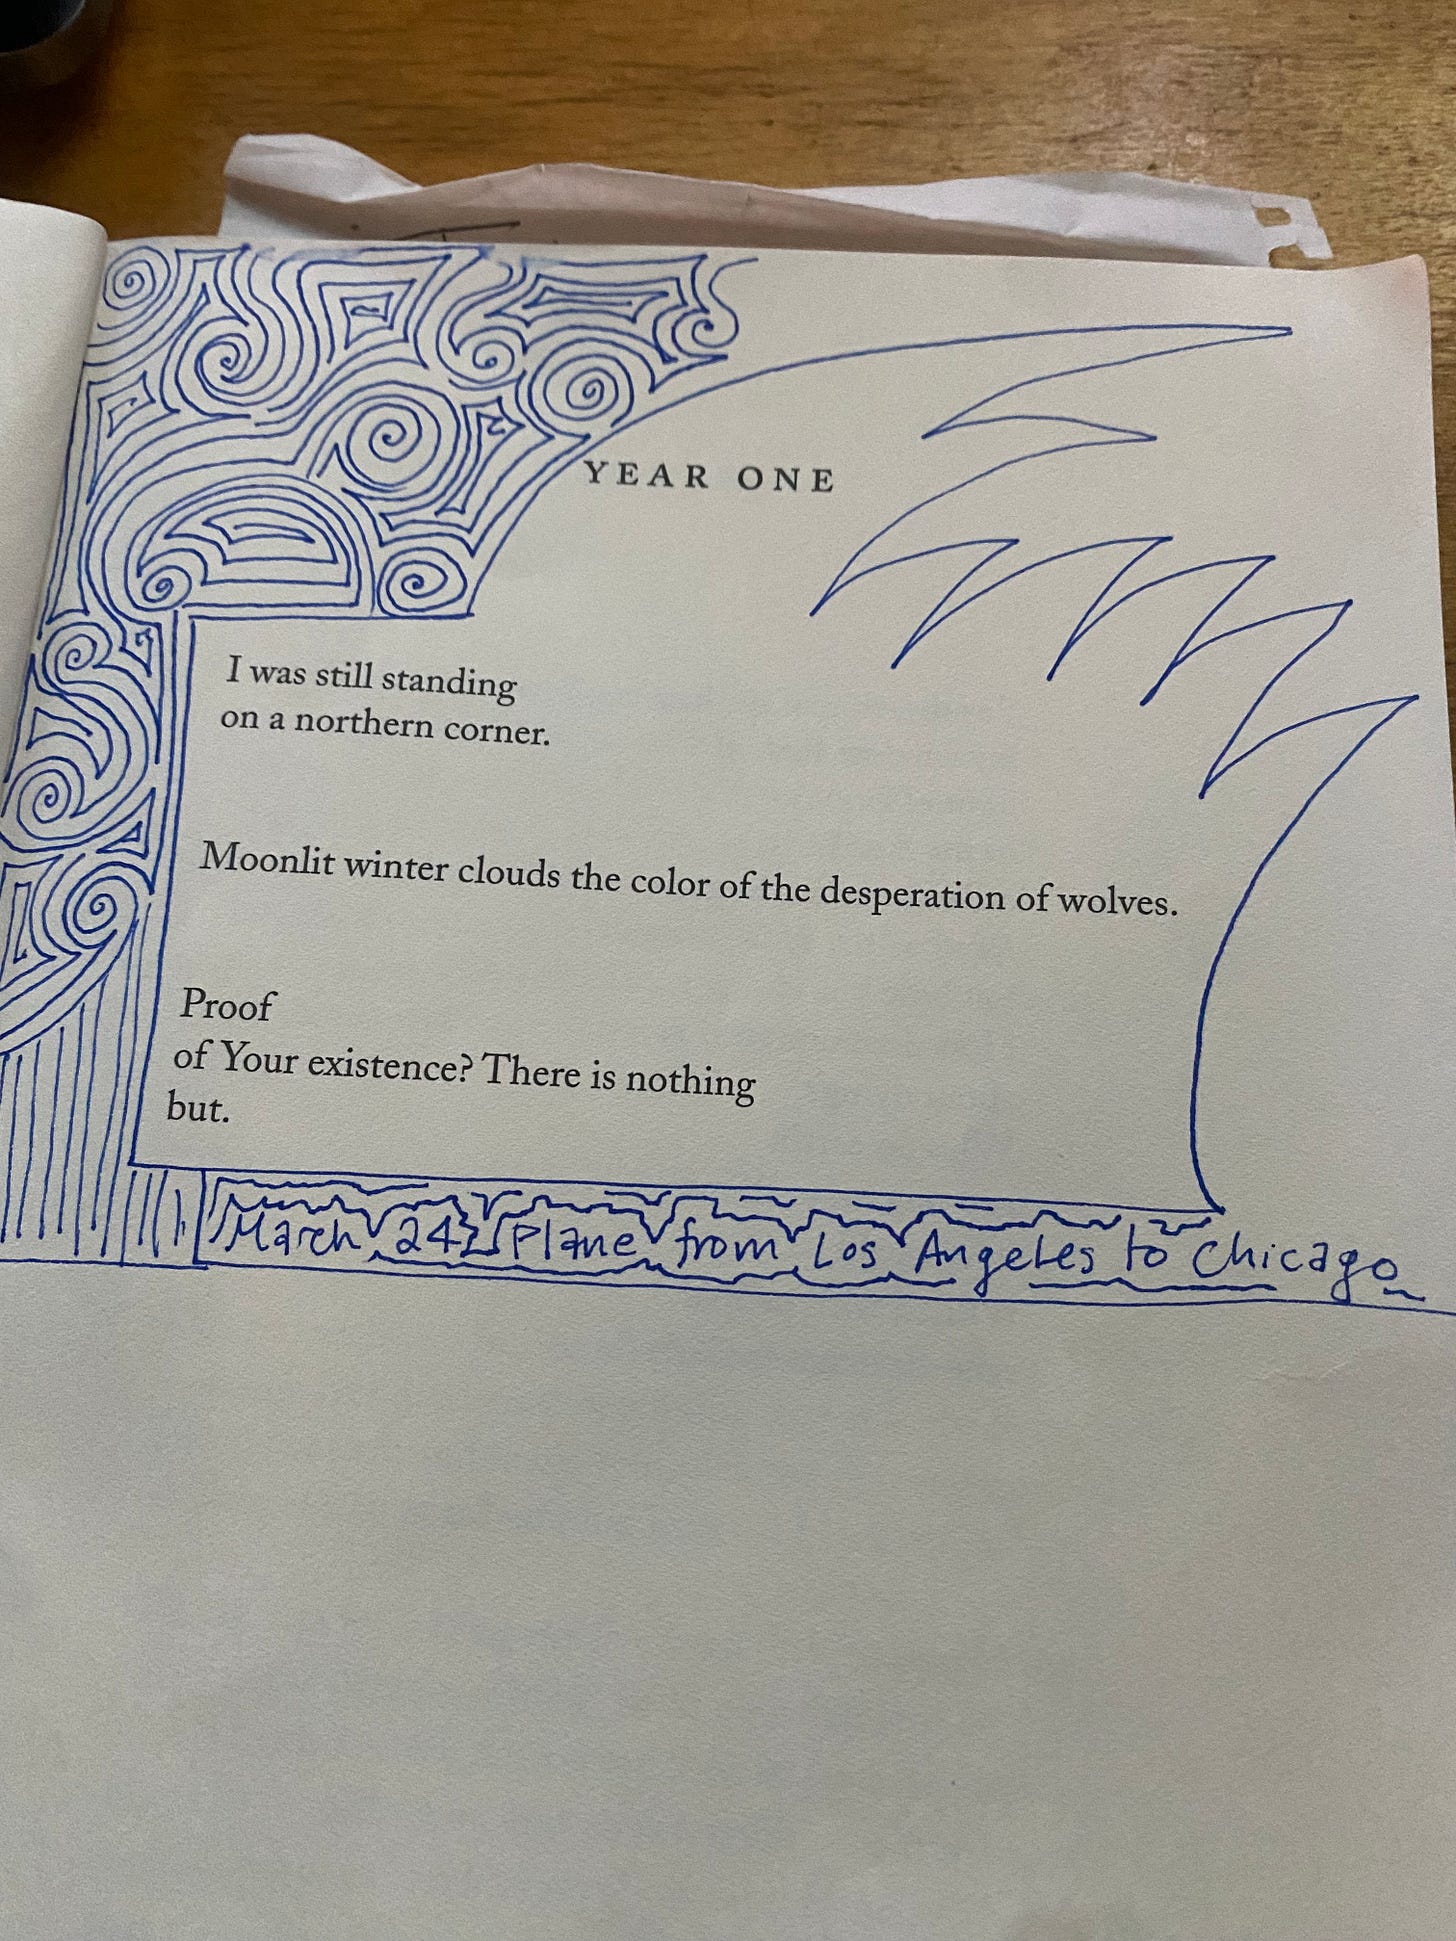 YEAR ONE
I was still standing
on a northern corner.
Moonlit winter clouds the color of the desperation of wolves.
Proof
of Your existence? There is nothing
but.
March 24 Plane from Los Angeles to Chicago